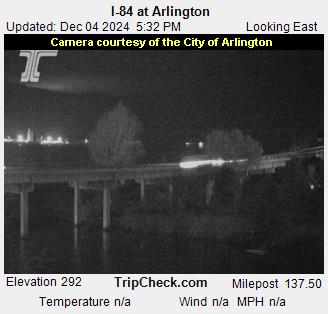 I-84 at Arlington
Updated: Dec 04 2024 5:32 PM Looking East
Camera courtesy of the City of Arlington
Elevation 292 TripCheck.com Milepost 137.50
Temperature n/a Wind n/a MPH n/a